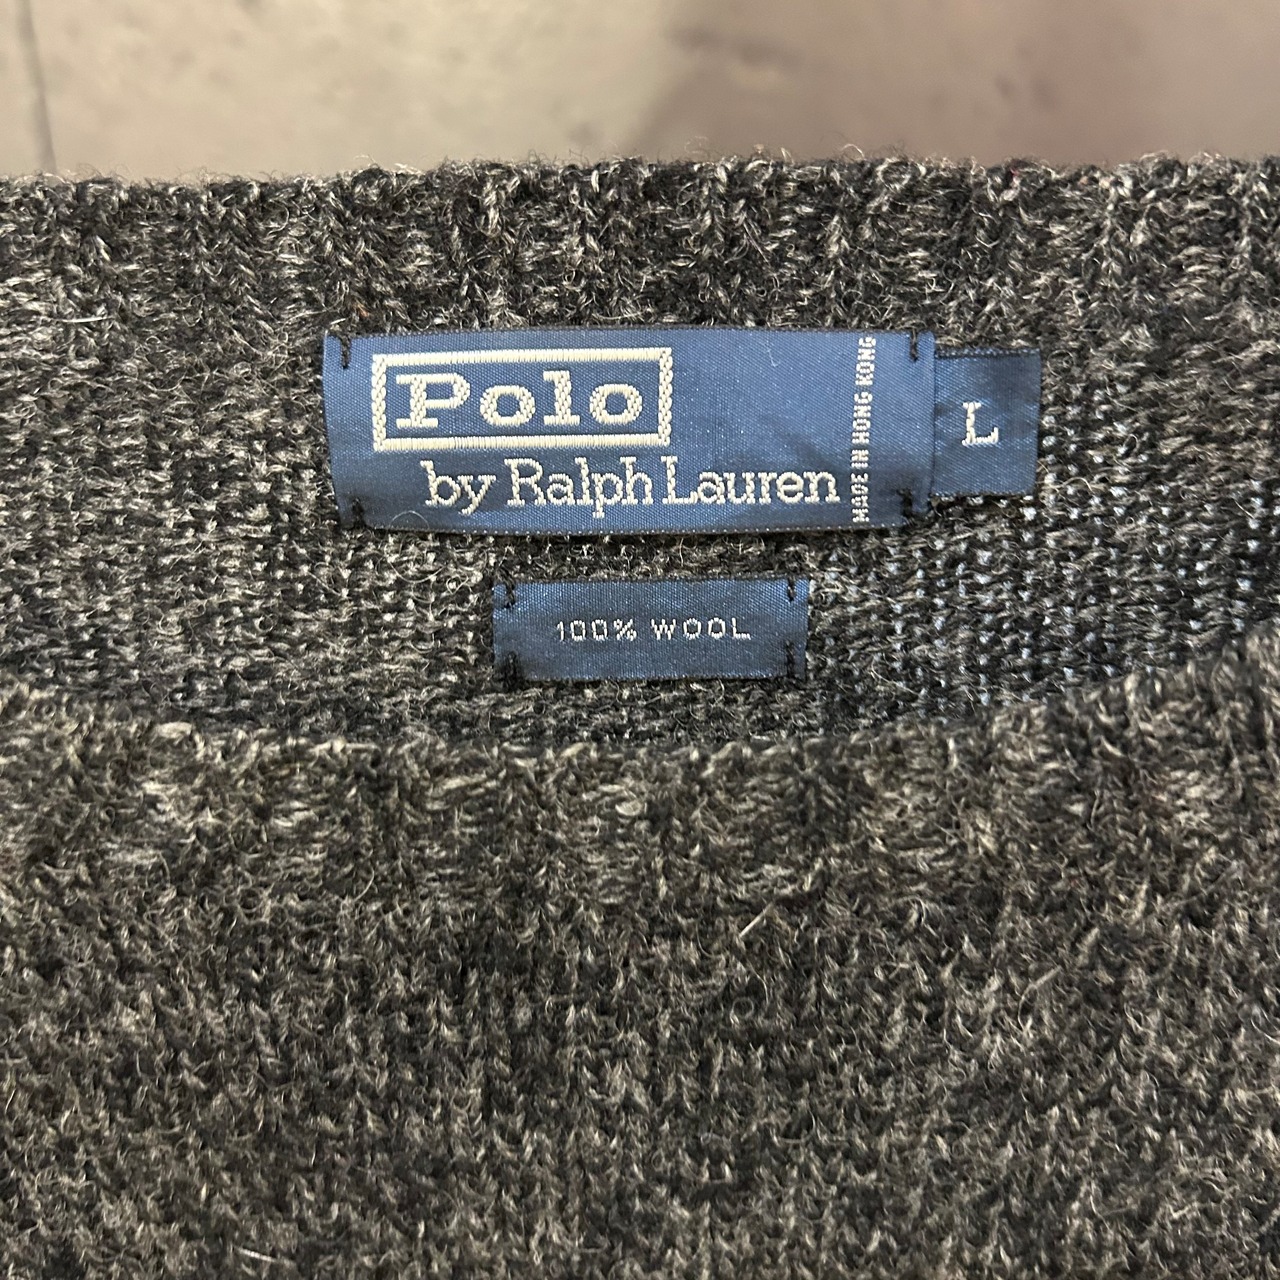 Polo
by Ralph Lauren
MADE IN HONG KONG
L
100% WOOL